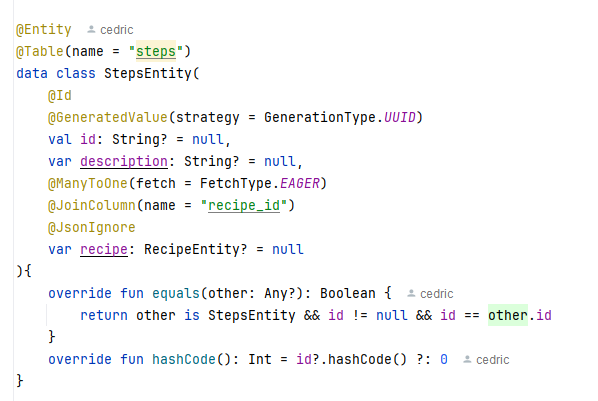 @Entity cedric
@Table(name = "steps")
data class StepsEntity(
    @Id
    @GeneratedValue(strategy = GenerationType.UUID)
    val id: String? = null,
    var description: String? = null,
    @ManyToOne(fetch = FetchType.EAGER)
    @JoinColumn(name = "recipe_id")
    @JsonIgnore
    var recipe: RecipeEntity? = null
){
    override fun equals(other: Any?): Boolean { cedric
        return other is StepsEntity && id != null && id == other.id
    }
    override fun hashCode(): Int = id?.hashCode() ?: 0 cedric
}